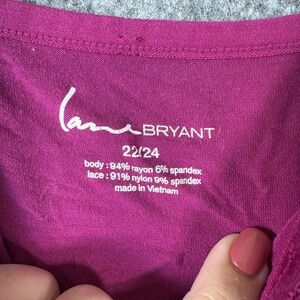 Lane BRYANT
22/24
body : 94% rayon 6% spandex
lace : 91% nylon 9% spandex
made in Vietnam